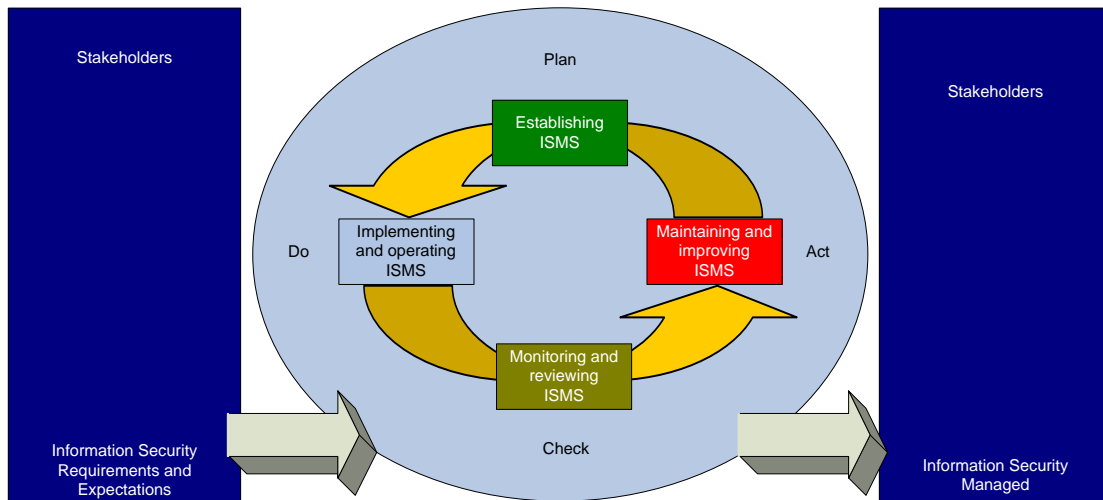 Stakeholders
Information Security
Requirements and
Expectations
Plan
Establishing
ISMS
Do
Implementing
and operating
ISMS
Maintaining and
improving
ISMS
Act
Monitoring and
reviewing
ISMS
Check
Stakeholders
Information Security
Managed